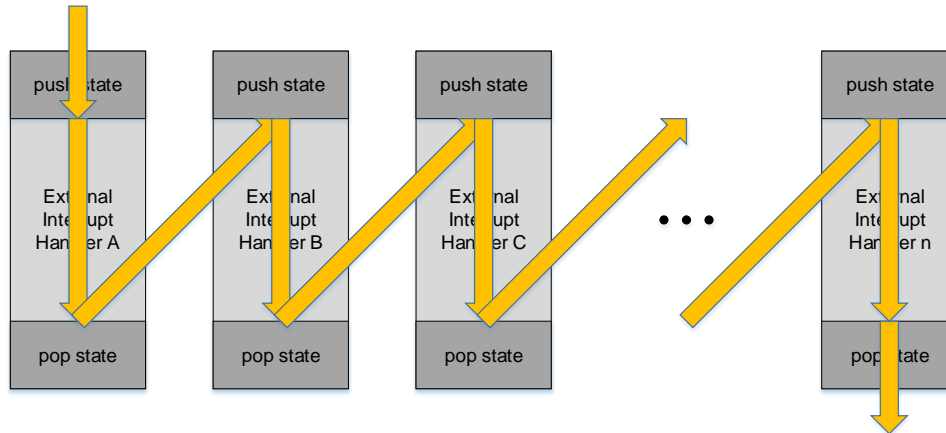 push state
push state
push state
push state
External
Interrupt
Handler A
External
Interrupt
Handler B
External
Interrupt
Handler C
• • •
External
Interrupt
Handler n
pop state
pop state
pop state
pop state